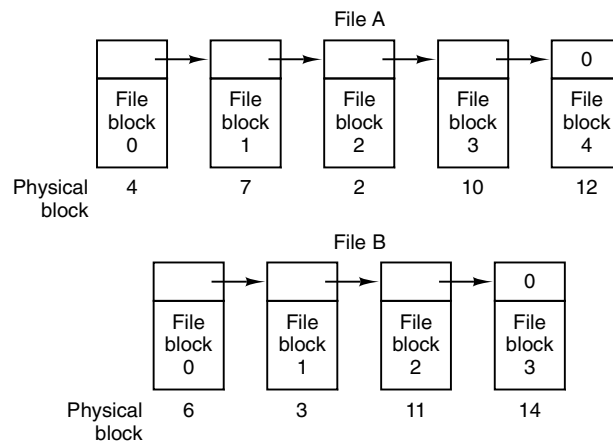 File A
0
File File File File File
block block block block block
0 1 2 3 4
Physical 4 7 2 10 12
block
File B
0
File File File File
block block block block
0 1 2 3
Physical 6 3 11 14
block